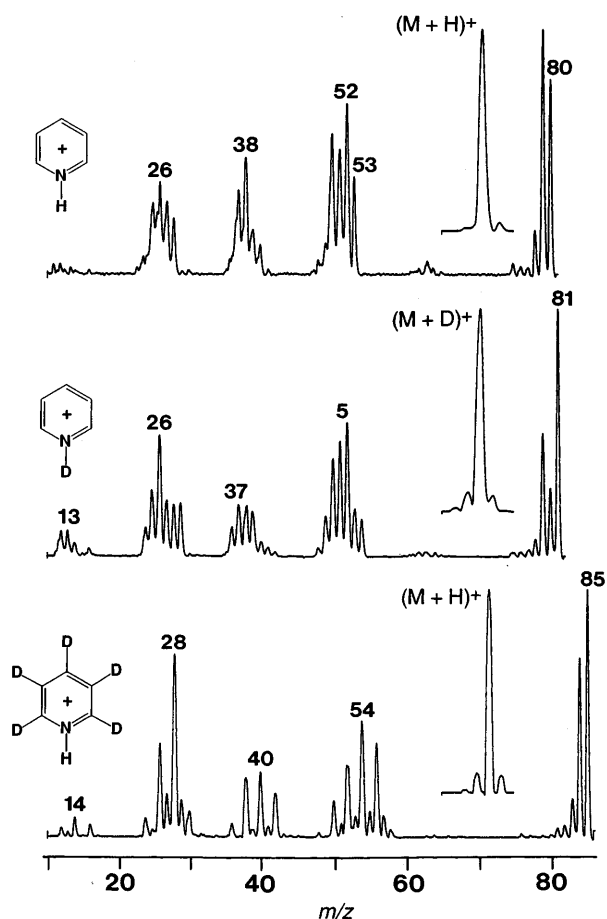 (M + H)+
80
52
53
38
26
+
N
H
(M + D)+
81
5
26
37
13
+
N
D
(M + H)+
85
54
40
28
14
D
D D
D + D
N
H
20 40 60 80
m/z